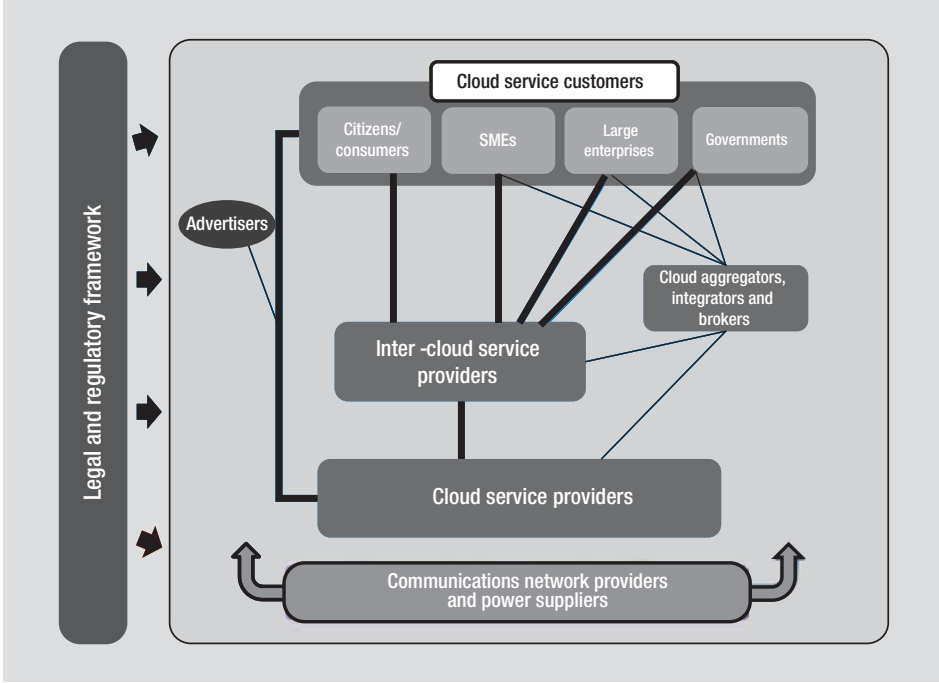 Legal and regulatory framework
Cloud service customers
Citizens/
consumers
SMEs
Large
enterprises
Governments
Advertisers
Cloud aggregators,
integrators and
brokers
Inter -cloud service
providers
Cloud service providers
Communications network providers
and power suppliers